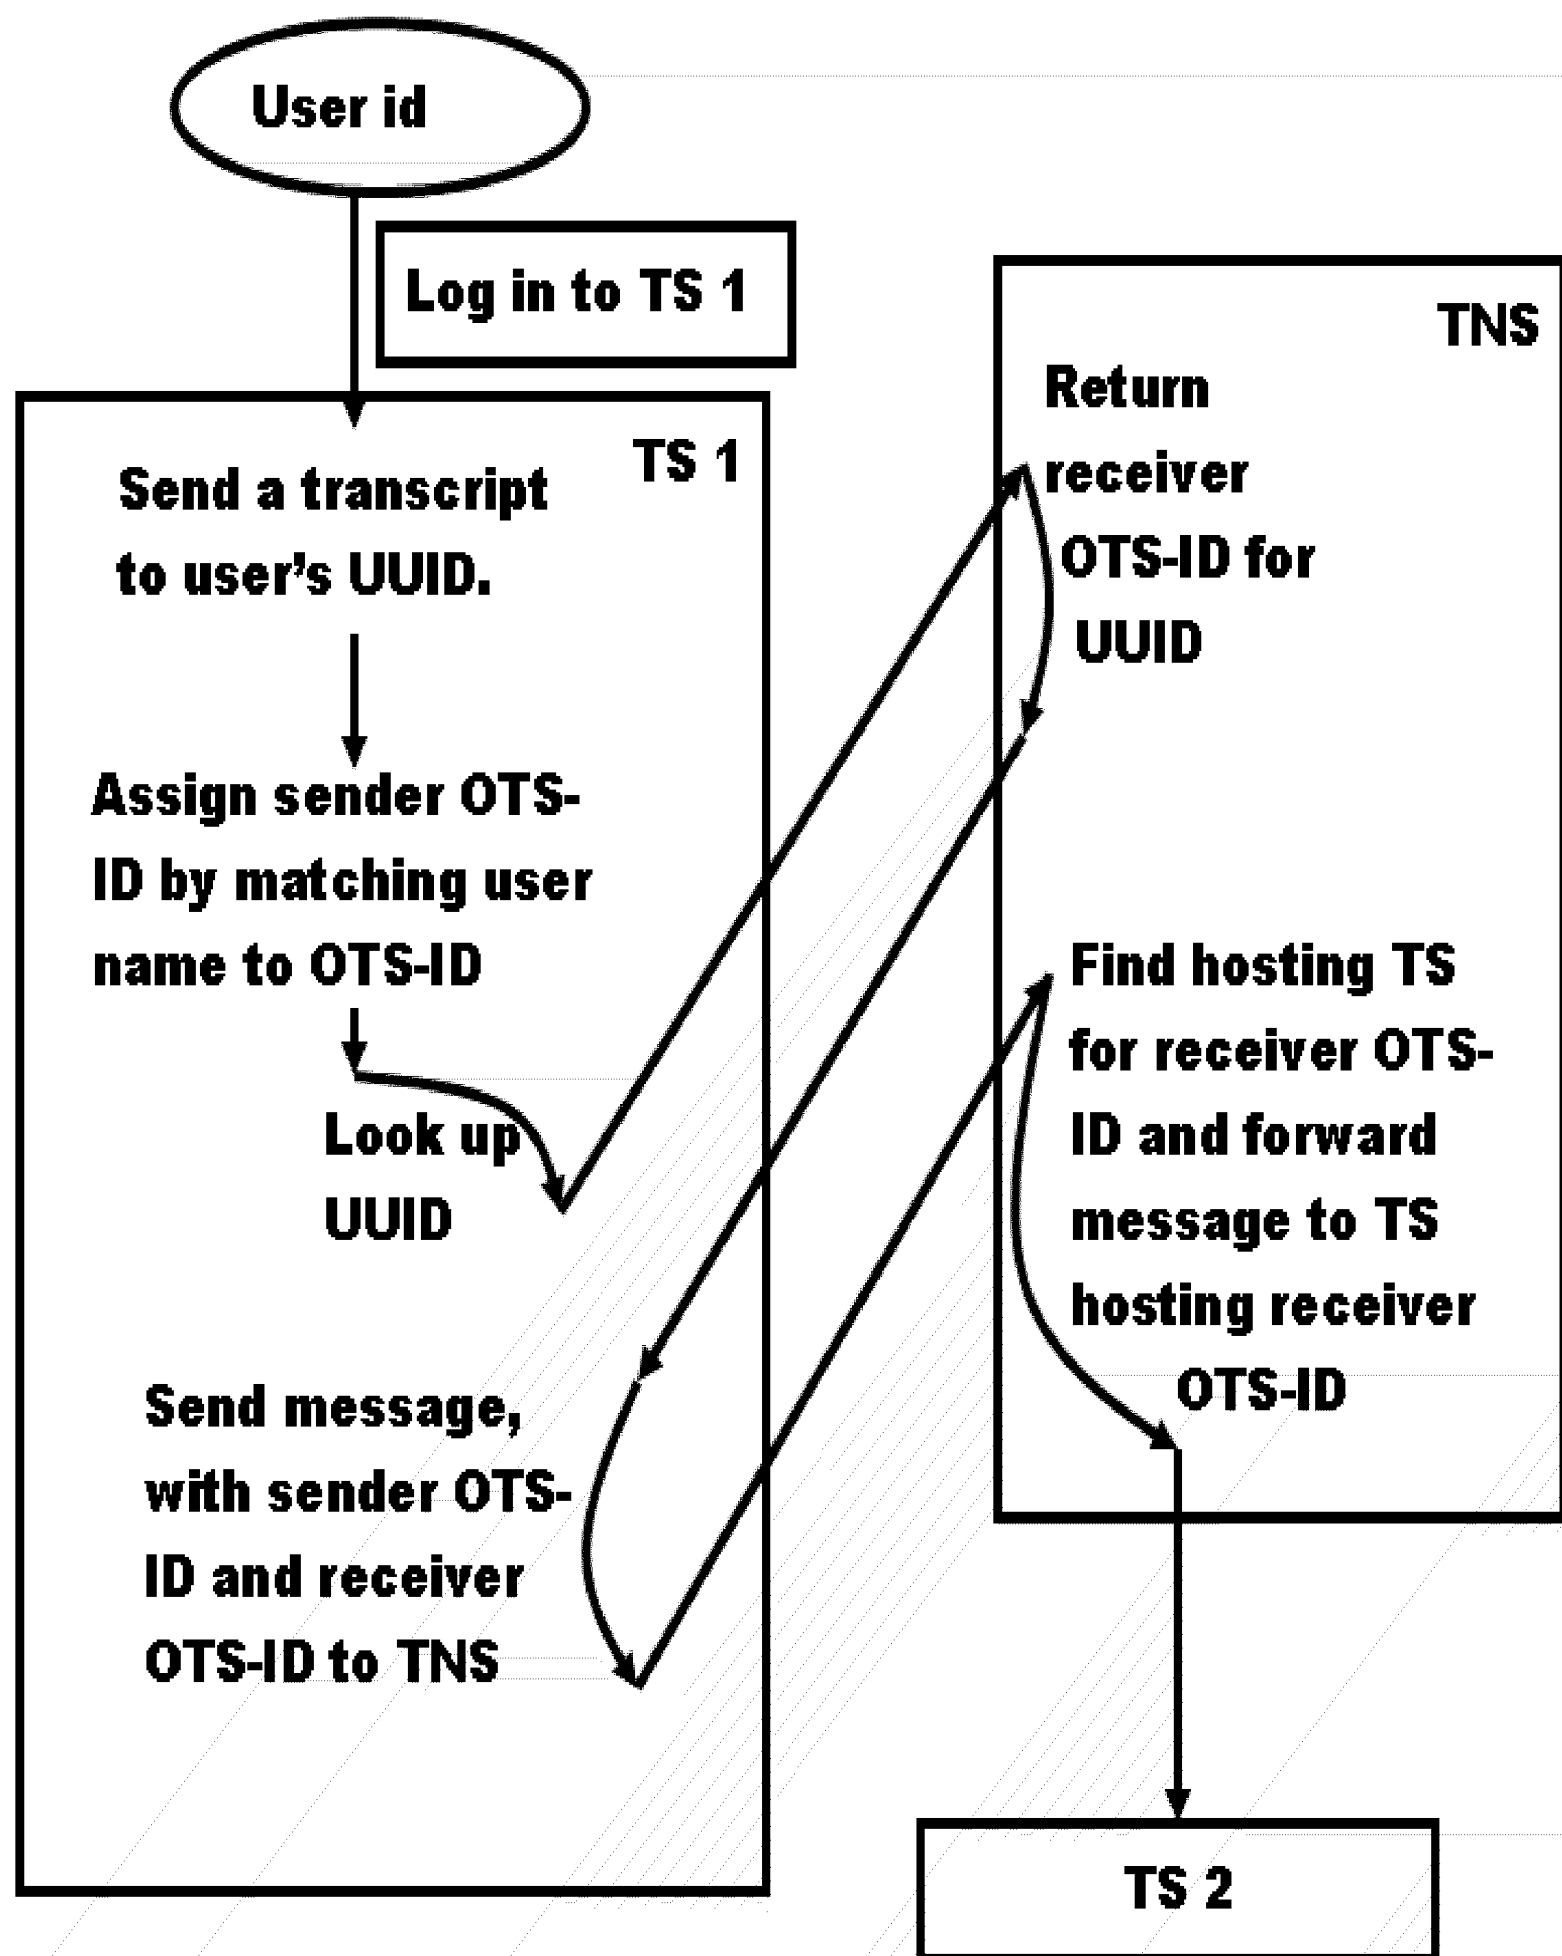 User id
Log in to TS 1
TS 1
Send a transcript
to user's UUID.
Assign sender OTS-
ID by matching user
name to OTS-ID
Look up
UUID
Send message,
with sender OTS-
ID and receiver
OTS-ID to TNS
TNS
Return
receiver
OTS-ID for
UUID
Find hosting TS
for receiver OTS-
ID and forward
message to TS
hosting receiver
OTS-ID
TS 2